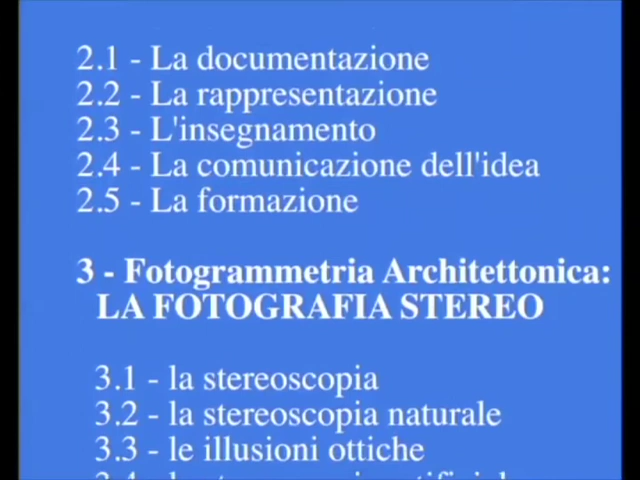 2.1 - La documentazione
2.2 - La rappresentazione
2.3 - L'insegnamento
2.4 - La comunicazione dell'idea
2.5 - La formazione
3 - Fotogrammetria Architettonica:
LA FOTOGRAFIA STEREO
3.1 - la stereoscopia
3.2 - la stereoscopia naturale
3.3 - le illusioni ottiche